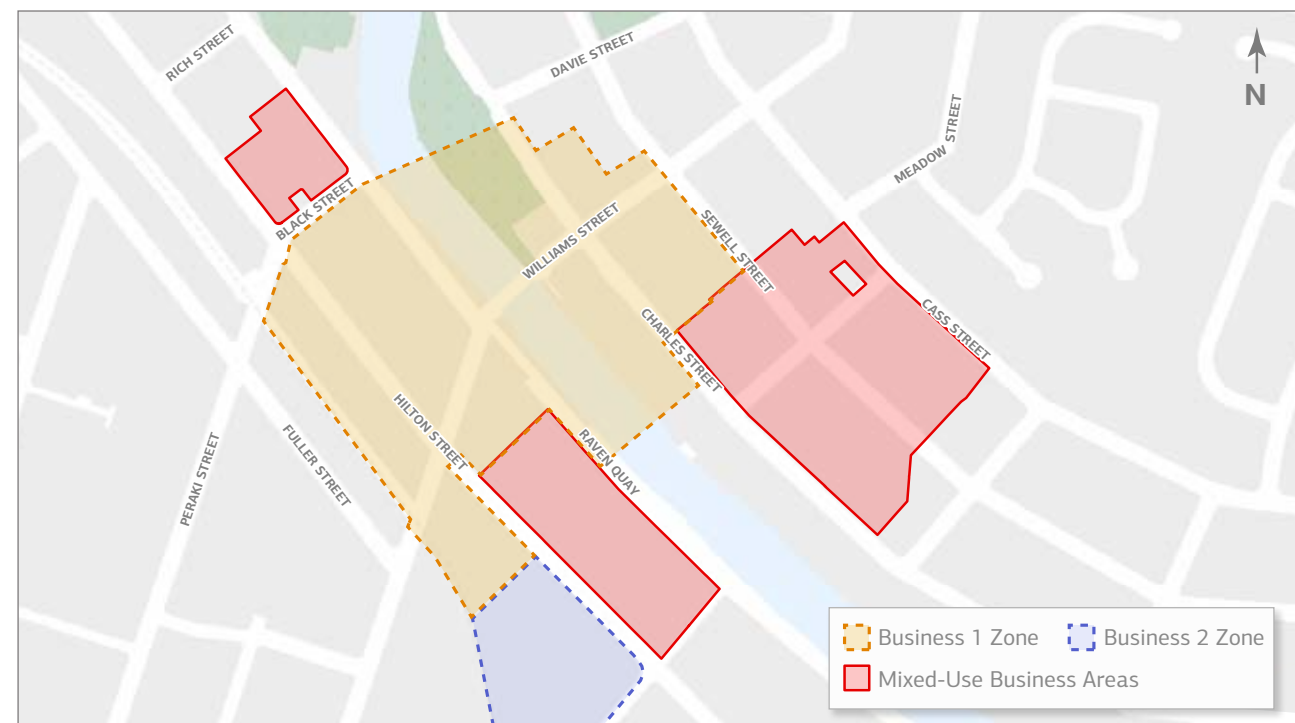 RICH STREET
DAVIE STREET
N
MEADOW STREET
BLACK STREET
WILLIAMS STREET
SEWELL STREET
CHARLES STREET
CASS STREET
HILTON STREET
RAVEN QUAY
FULLER STREET
PERAKI STREET
Business 1 Zone
Business 2 Zone
Mixed-Use Business Areas